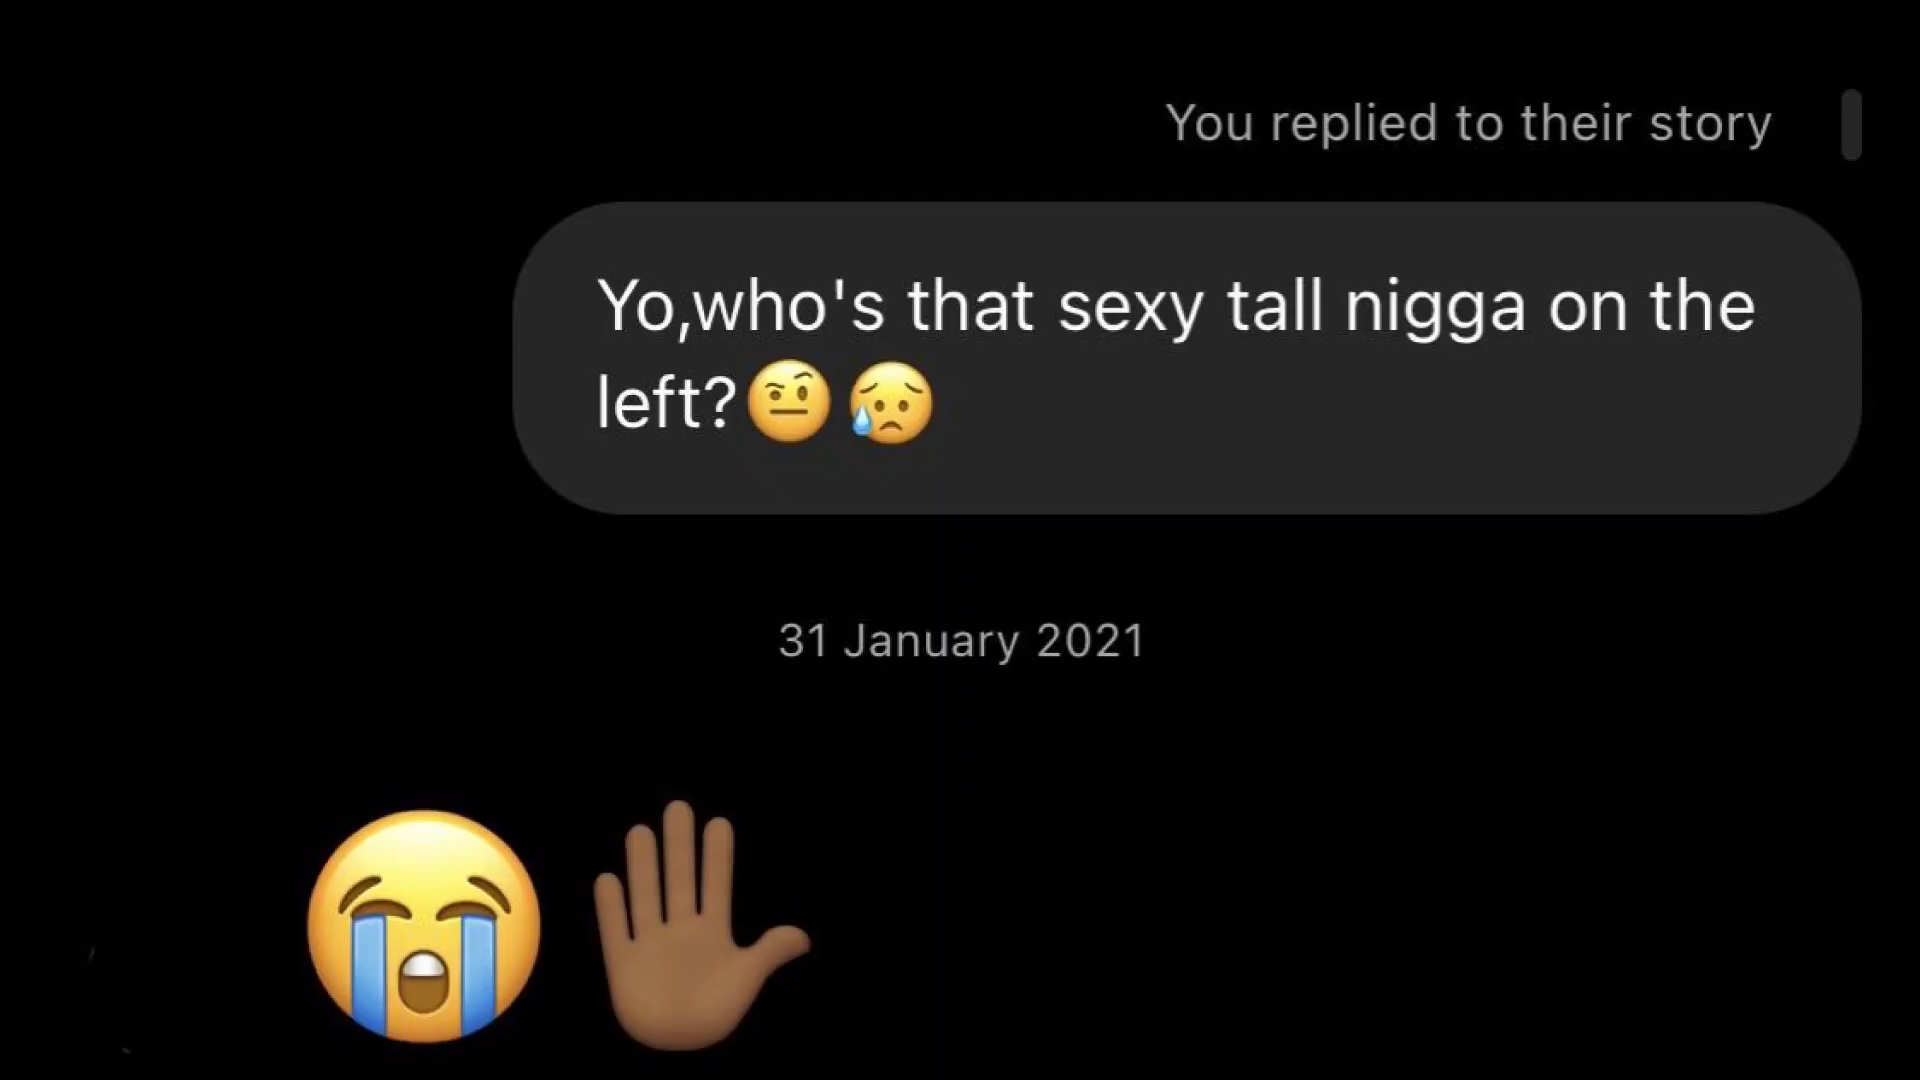 You replied to their story
Yo,who's that sexy tall nigga on the
left?🤨😥
31 January 2021
😭🖐🏾